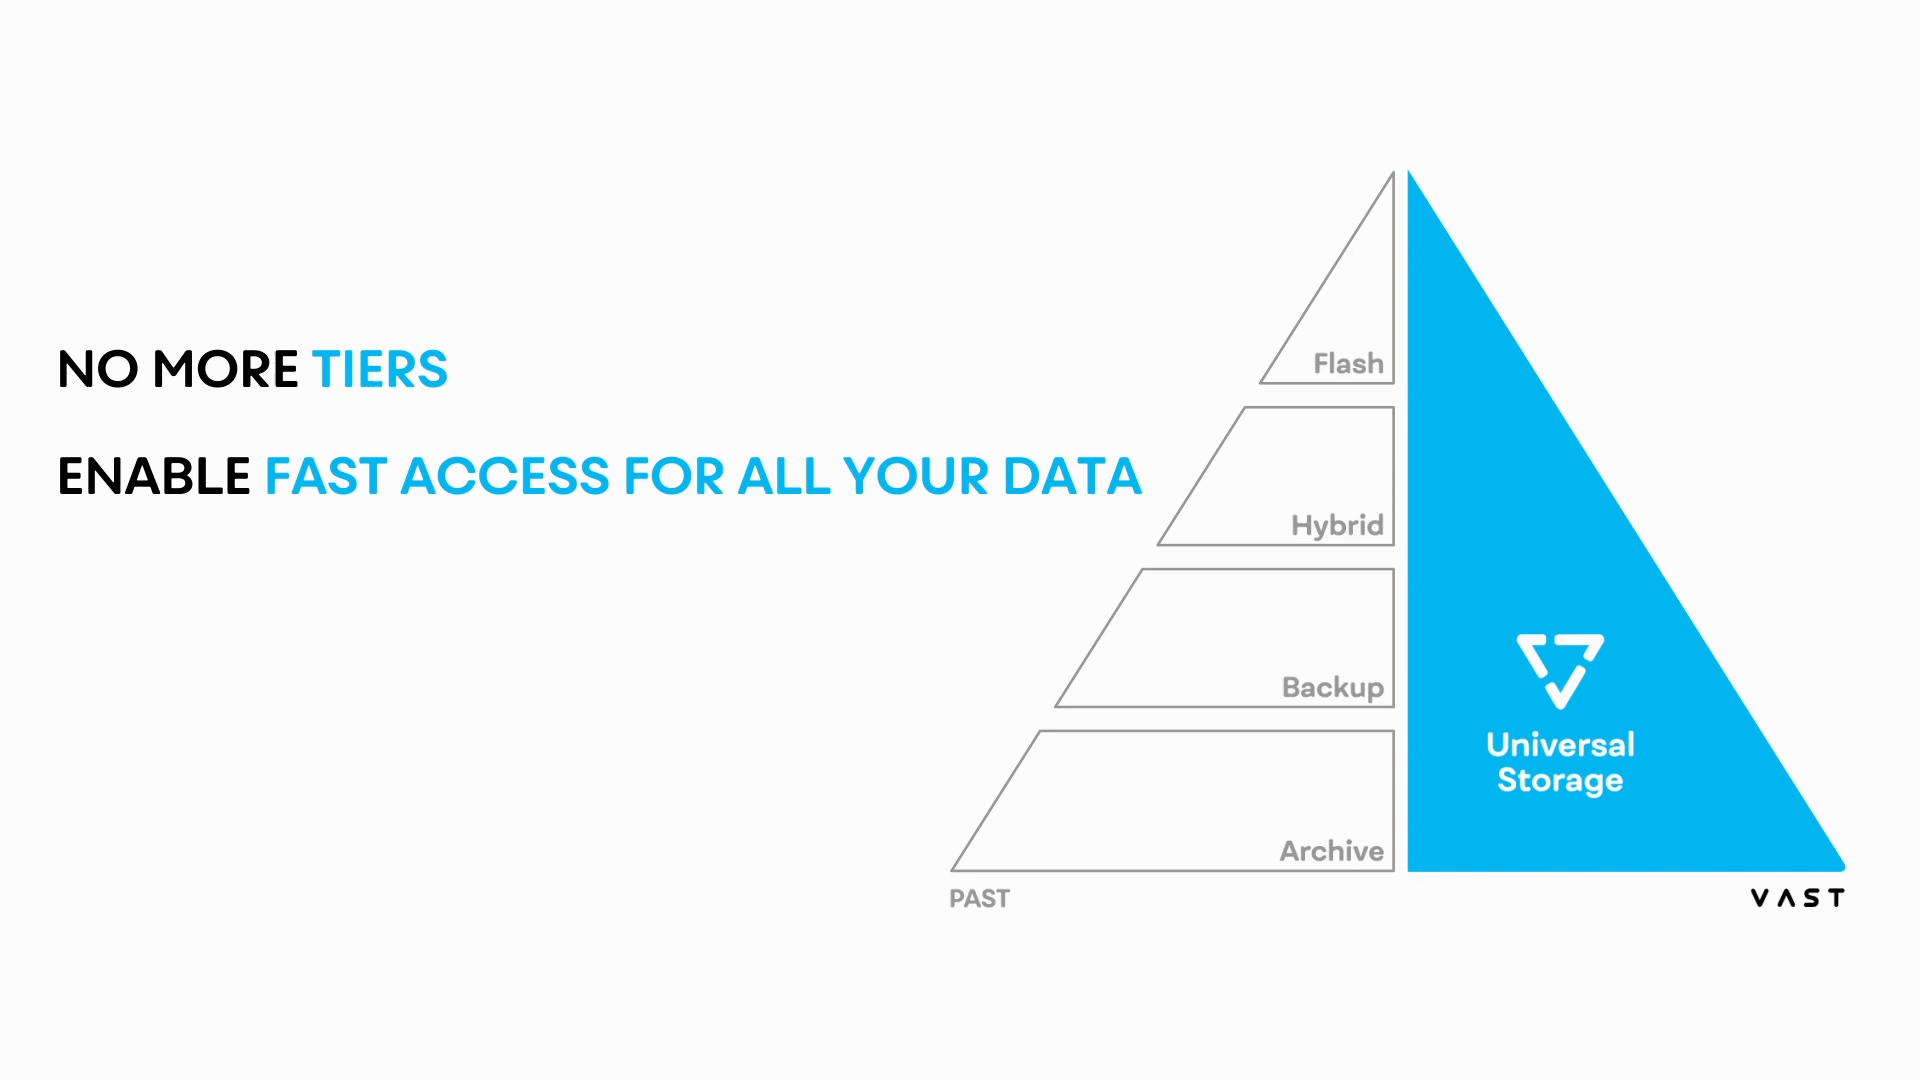 NO MORE TIERS
ENABLE FAST ACCESS FOR ALL YOUR DATA
Flash
Hybrid
Backup
Archive
PAST
Universal
Storage
VAST